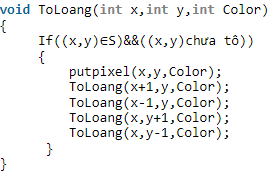 void ToLoang(int x,int y,int Color)
{
If((x,y)∈S)&&((x,y)chưa tô))
{
putpixel(x,y,Color);
ToLoang(x+1,y,Color);
ToLoang(x-1,y,Color);
ToLoang(x,y+1,Color);
ToLoang(x,y-1,Color);
}
}